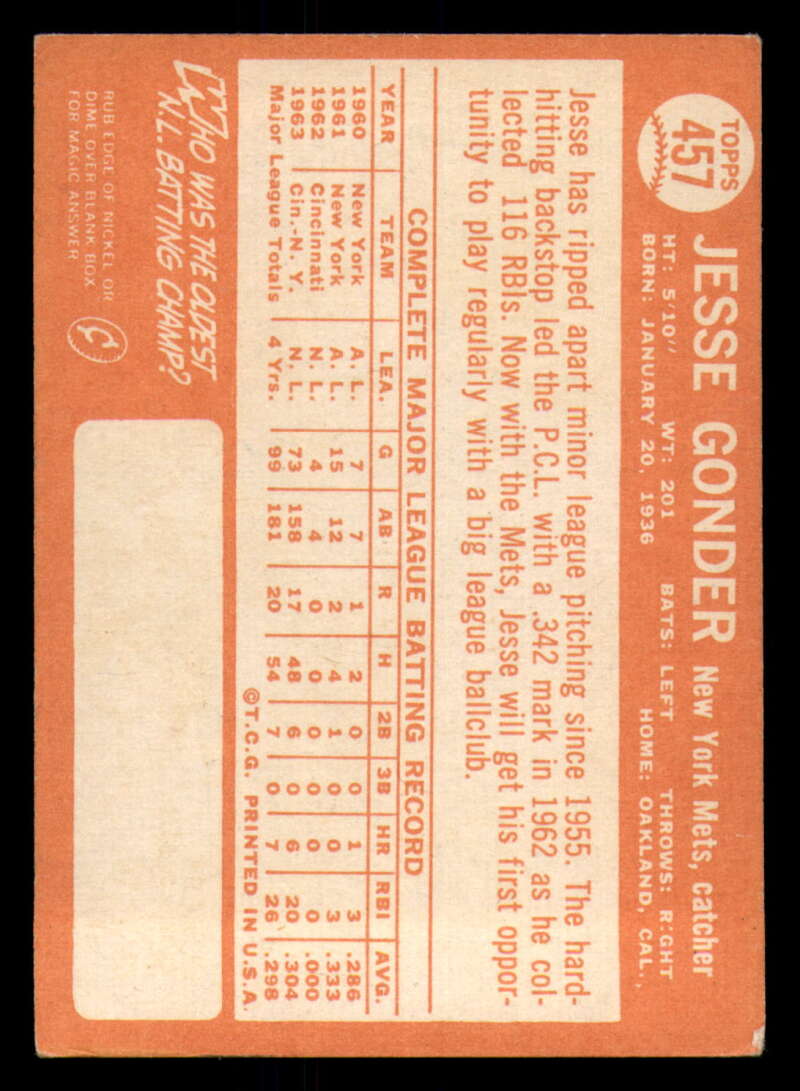 TOPPS
457
JESSE GONDER New York Mets, catcher
HT: 5/10" WT: 201 BATS: LEFT THROWS: RIGHT
BORN: JANUARY 20, 1936 HOME: OAKLAND, CAL.,
Jesse has ripped apart minor league pitching since 1955. The hard-
hitting backstop led the P.C.L. with a .342 mark in 1962 as he col-
lected 116 RBIs. Now with the Mets, Jesse will get his first oppor-
tunity to play regularly with a big league ballclub.
COMPLETE MAJOR LEAGUE BATTING RECORD
YEAR TEAM LEA. G AB R H 2B 3B HR RBI AVG.
1960 New York A. L. 7 7 1 2 0 0 1 3 .286
1961 New York A. L. 15 12 2 4 1 0 0 3 .333
1962 Cincinnati N. L. 4 4 0 0 0 0 0 0 .000
1963 Cin.-N. Y. N. L. 73 158 17 48 6 0 6 20 .304
Major League Totals 4 Yrs. 99 181 20 54 7 0 7 26 .298
©T.C.G. PRINTED IN U.S.A.
WHO WAS THE OLDEST
N.L. BATTING CHAMP?
RUB EDGE OF NICKEL OR
DIME OVER BLANK BOX
FOR MAGIC ANSWER